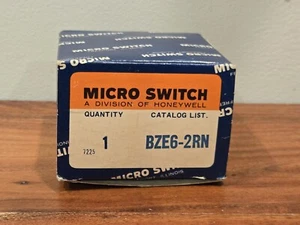 MICRO SWITCH
A DIVISION OF HONEYWELL
QUANTITY CATALOG LIST.
1 BZE6-2RN
7225
MICRO SWITCH